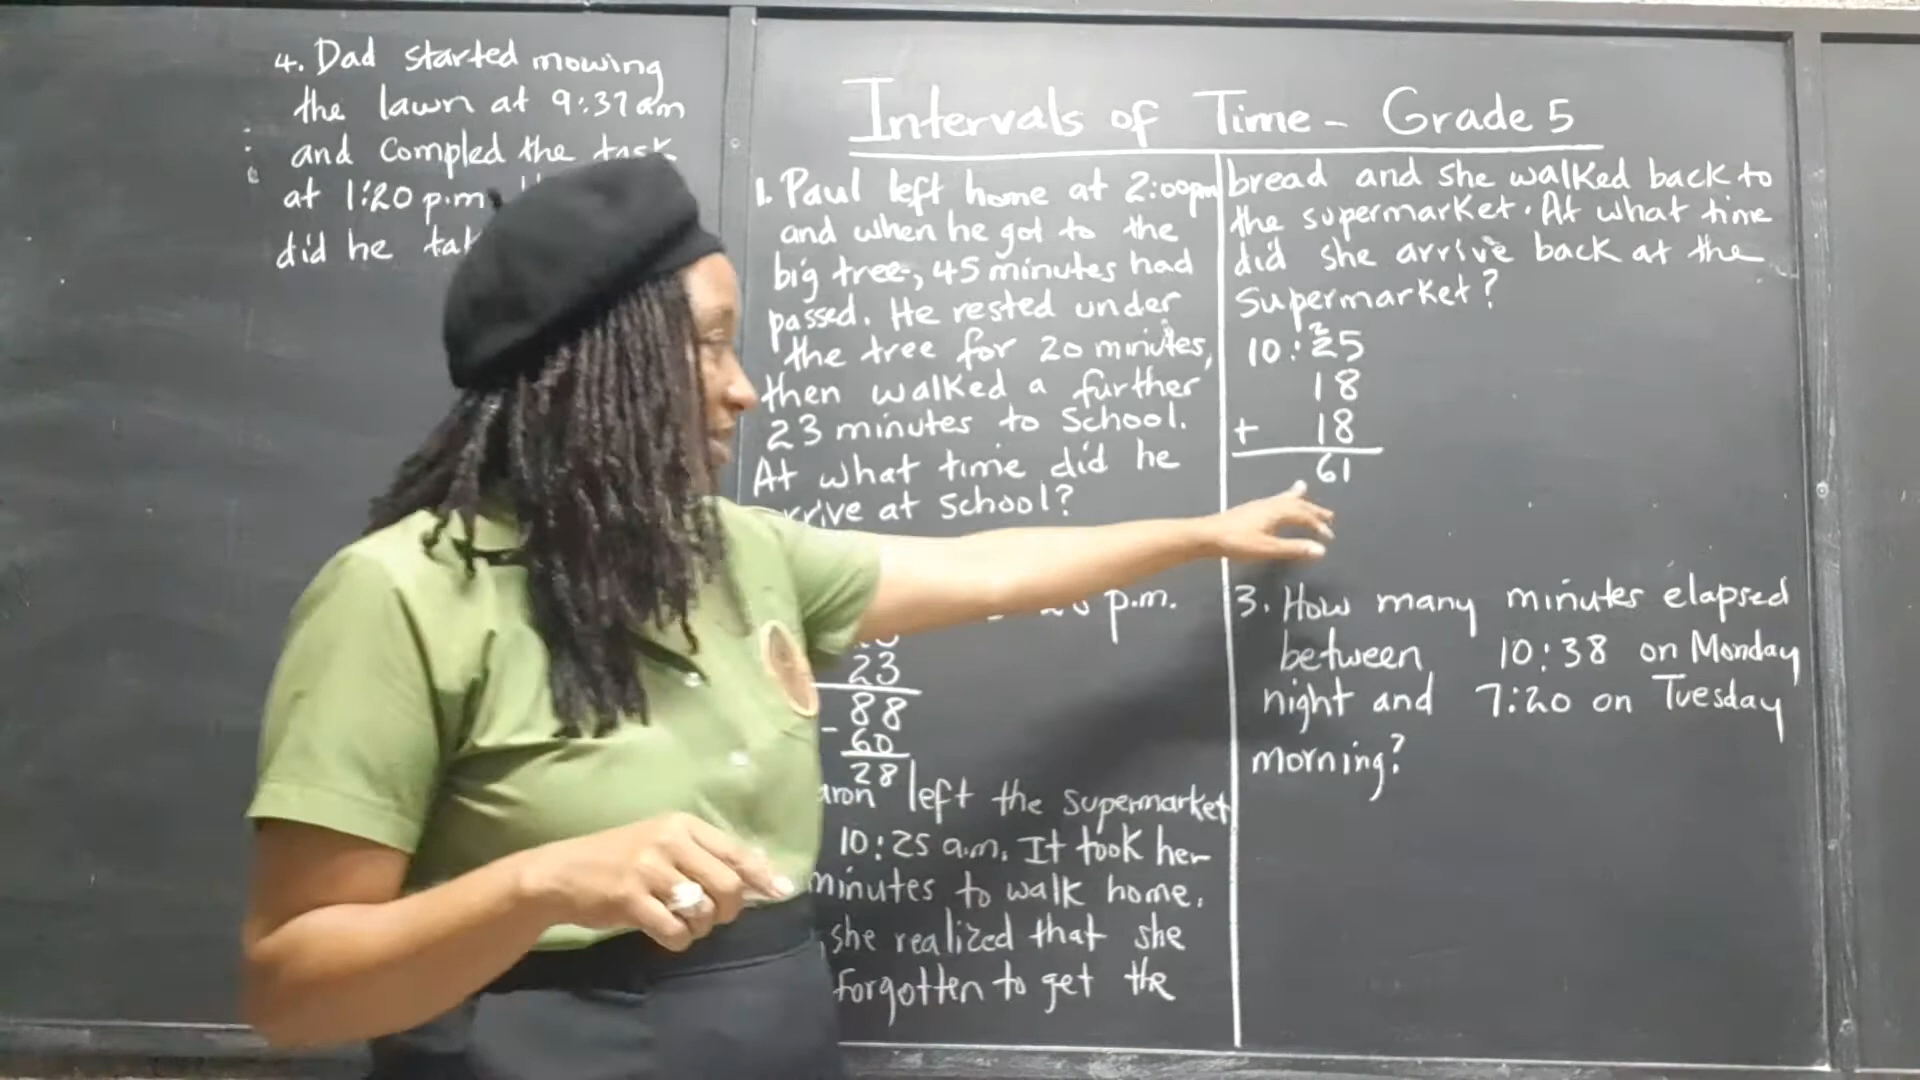 4. Dad started mowing
the lawn at 9:37am
and Compled the task
at 1:20 p.m
did he
Intervals of Time - Grade 5
1. Paul left home at 2:00pm
and when he got to the
big tree, 45 minutes had
passed. He rested under
the tree for 20 minutes,
then walked a further
23 minutes to School.
At what time did he
at School?
p.m.
23
88
- 60
28
left the supermarket
10:25 a.m. It took her
minutes to walk home.
she realized that she
forgotten to get the
bread and she walked back to
the supermarket. At what time
did she arrive back at the
supermarket?
2
10:25
18
+ 18
61
3. How many minutes elapsed
between 10:38 on Monday
night and 7:20 on Tuesday
morning?